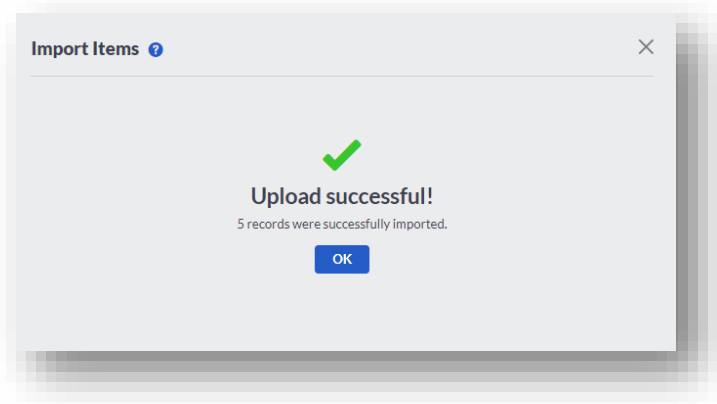 Import Items ?
Upload successful!
5 records were successfully imported.
OK